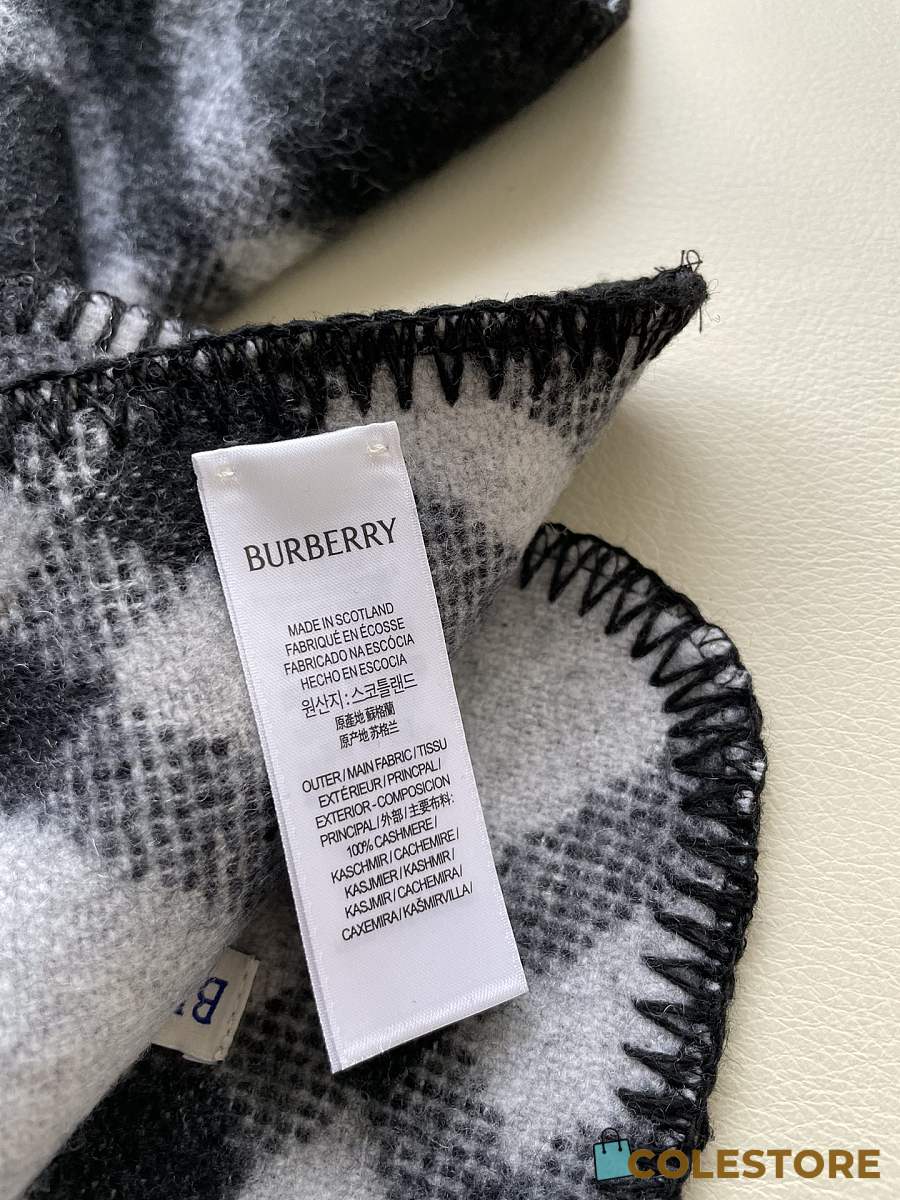 BURBERRY
MADE IN SCOTLAND
FABRIQUÉ EN ÉCOSSE
FABRICADO NA ESCÓCIA
HECHO EN ESCOCIA
원산지 : 스코틀랜드
原產地 蘇格蘭
原产地 苏格兰
OUTER / MAIN FABRIC / TISSU
EXTÉRIEUR / PRINCPAL /
EXTERIOR - COMPOSICION
PRINCIPAL / 外部 / 主要布料:
100% CASHMERE /
KASCHMIR / CACHEMIRE /
KASJMIER / KASHMIR /
KASJMIR / CACHEMIRA /
CAXEMIRA / KAŠMIRVILLA /
B
COLESTORE